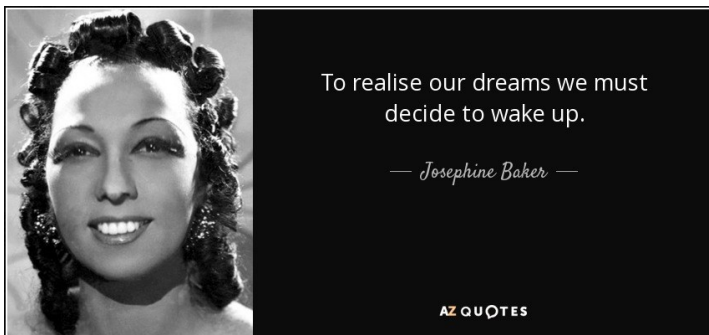 To realise our dreams we must
decide to wake up.
— Josephine Baker —
AZ QUOTES